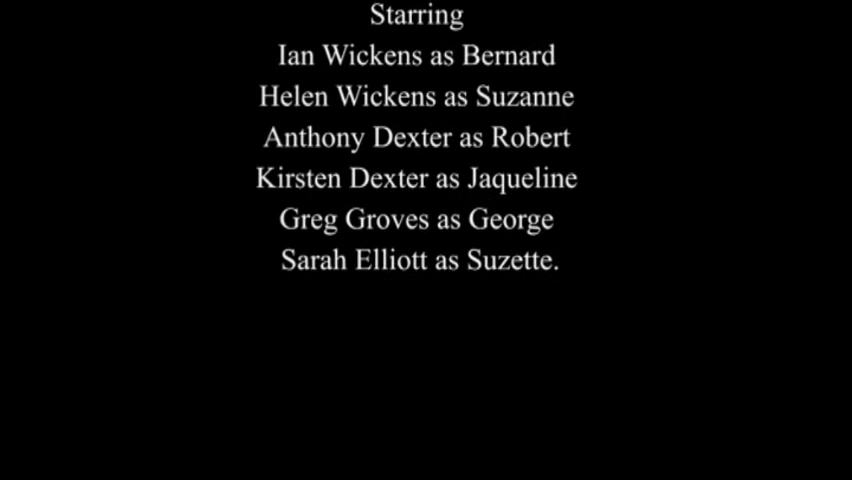 Starring
Ian Wickens as Bernard
Helen Wickens as Suzanne
Anthony Dexter as Robert
Kirsten Dexter as Jaqueline
Greg Groves as George
Sarah Elliott as Suzette.